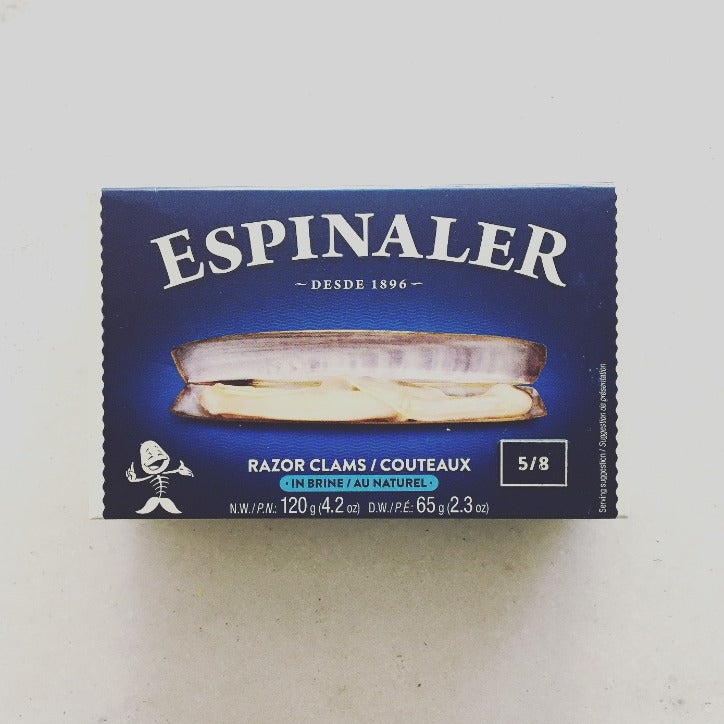 ESPINALER
~ DESDE 1896 ~
RAZOR CLAMS / COUTEAUX
· IN BRINE / AU NATUREL ·
5/8
N.W./P.N.: 120 g (4.2 oz) D.W./P.É.: 65 g (2.3 oz)
Serving suggestion / Suggestion de présentation